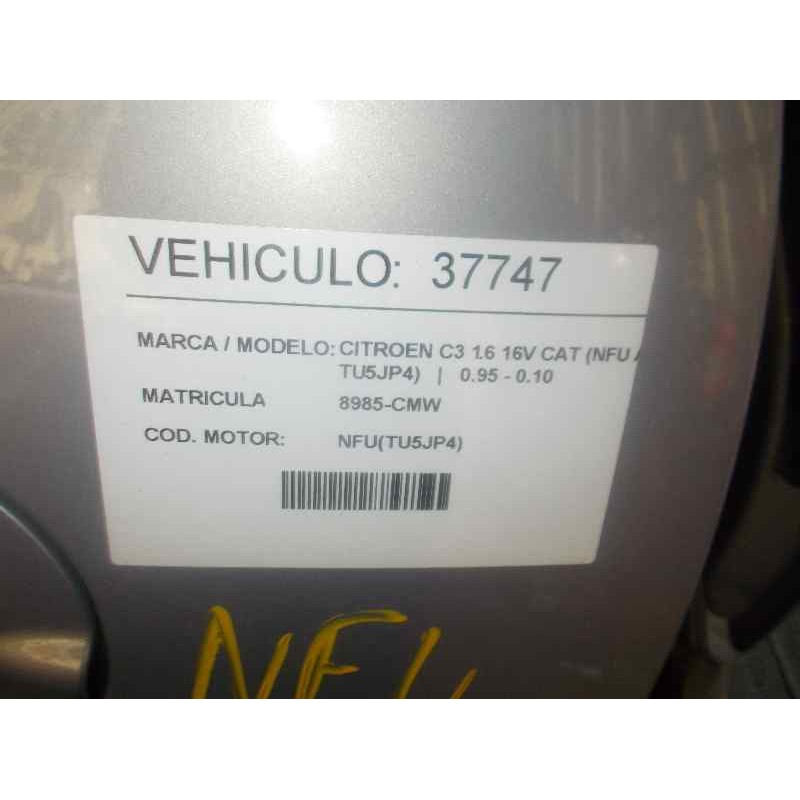 VEHICULO: 37747
MARCA / MODELO: CITROEN C3 1.6 16V CAT (NFU /
TU5JP4) | 0.95 - 0.10
MATRICULA 8985-CMW
COD. MOTOR: NFU(TU5JP4)